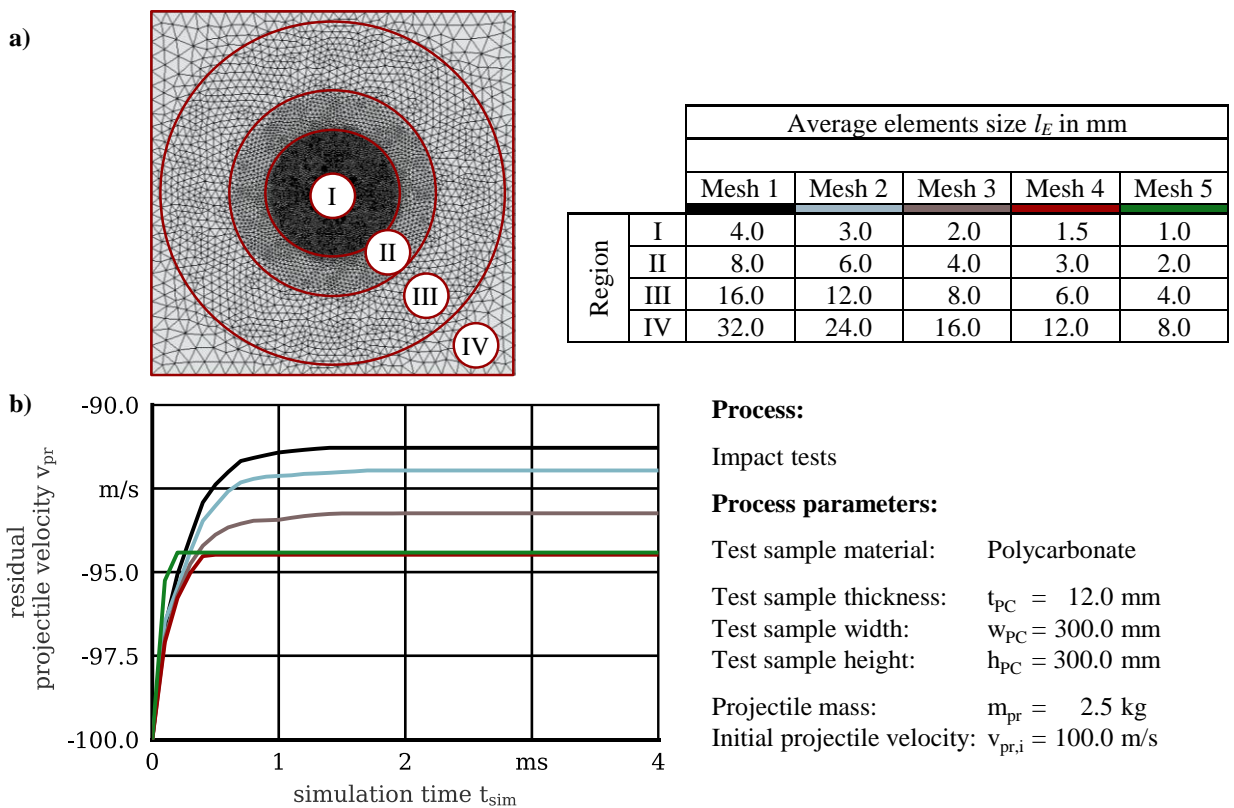 a)
I
II
III
IV
Average elements size l_E in mm
Mesh 1 Mesh 2 Mesh 3 Mesh 4 Mesh 5
Region
I 4.0 3.0 2.0 1.5 1.0
II 8.0 6.0 4.0 3.0 2.0
III 16.0 12.0 8.0 6.0 4.0
IV 32.0 24.0 16.0 12.0 8.0
b)
residual
projectile velocity v_pr
-90.0
m/s
-95.0
-97.5
-100.0
0 1 2 ms 4
simulation time t_sim
Process:
Impact tests
Process parameters:
Test sample material: Polycarbonate
Test sample thickness: t_PC = 12.0 mm
Test sample width: w_PC = 300.0 mm
Test sample height: h_PC = 300.0 mm
Projectile mass: m_pr = 2.5 kg
Initial projectile velocity: v_pr,i = 100.0 m/s